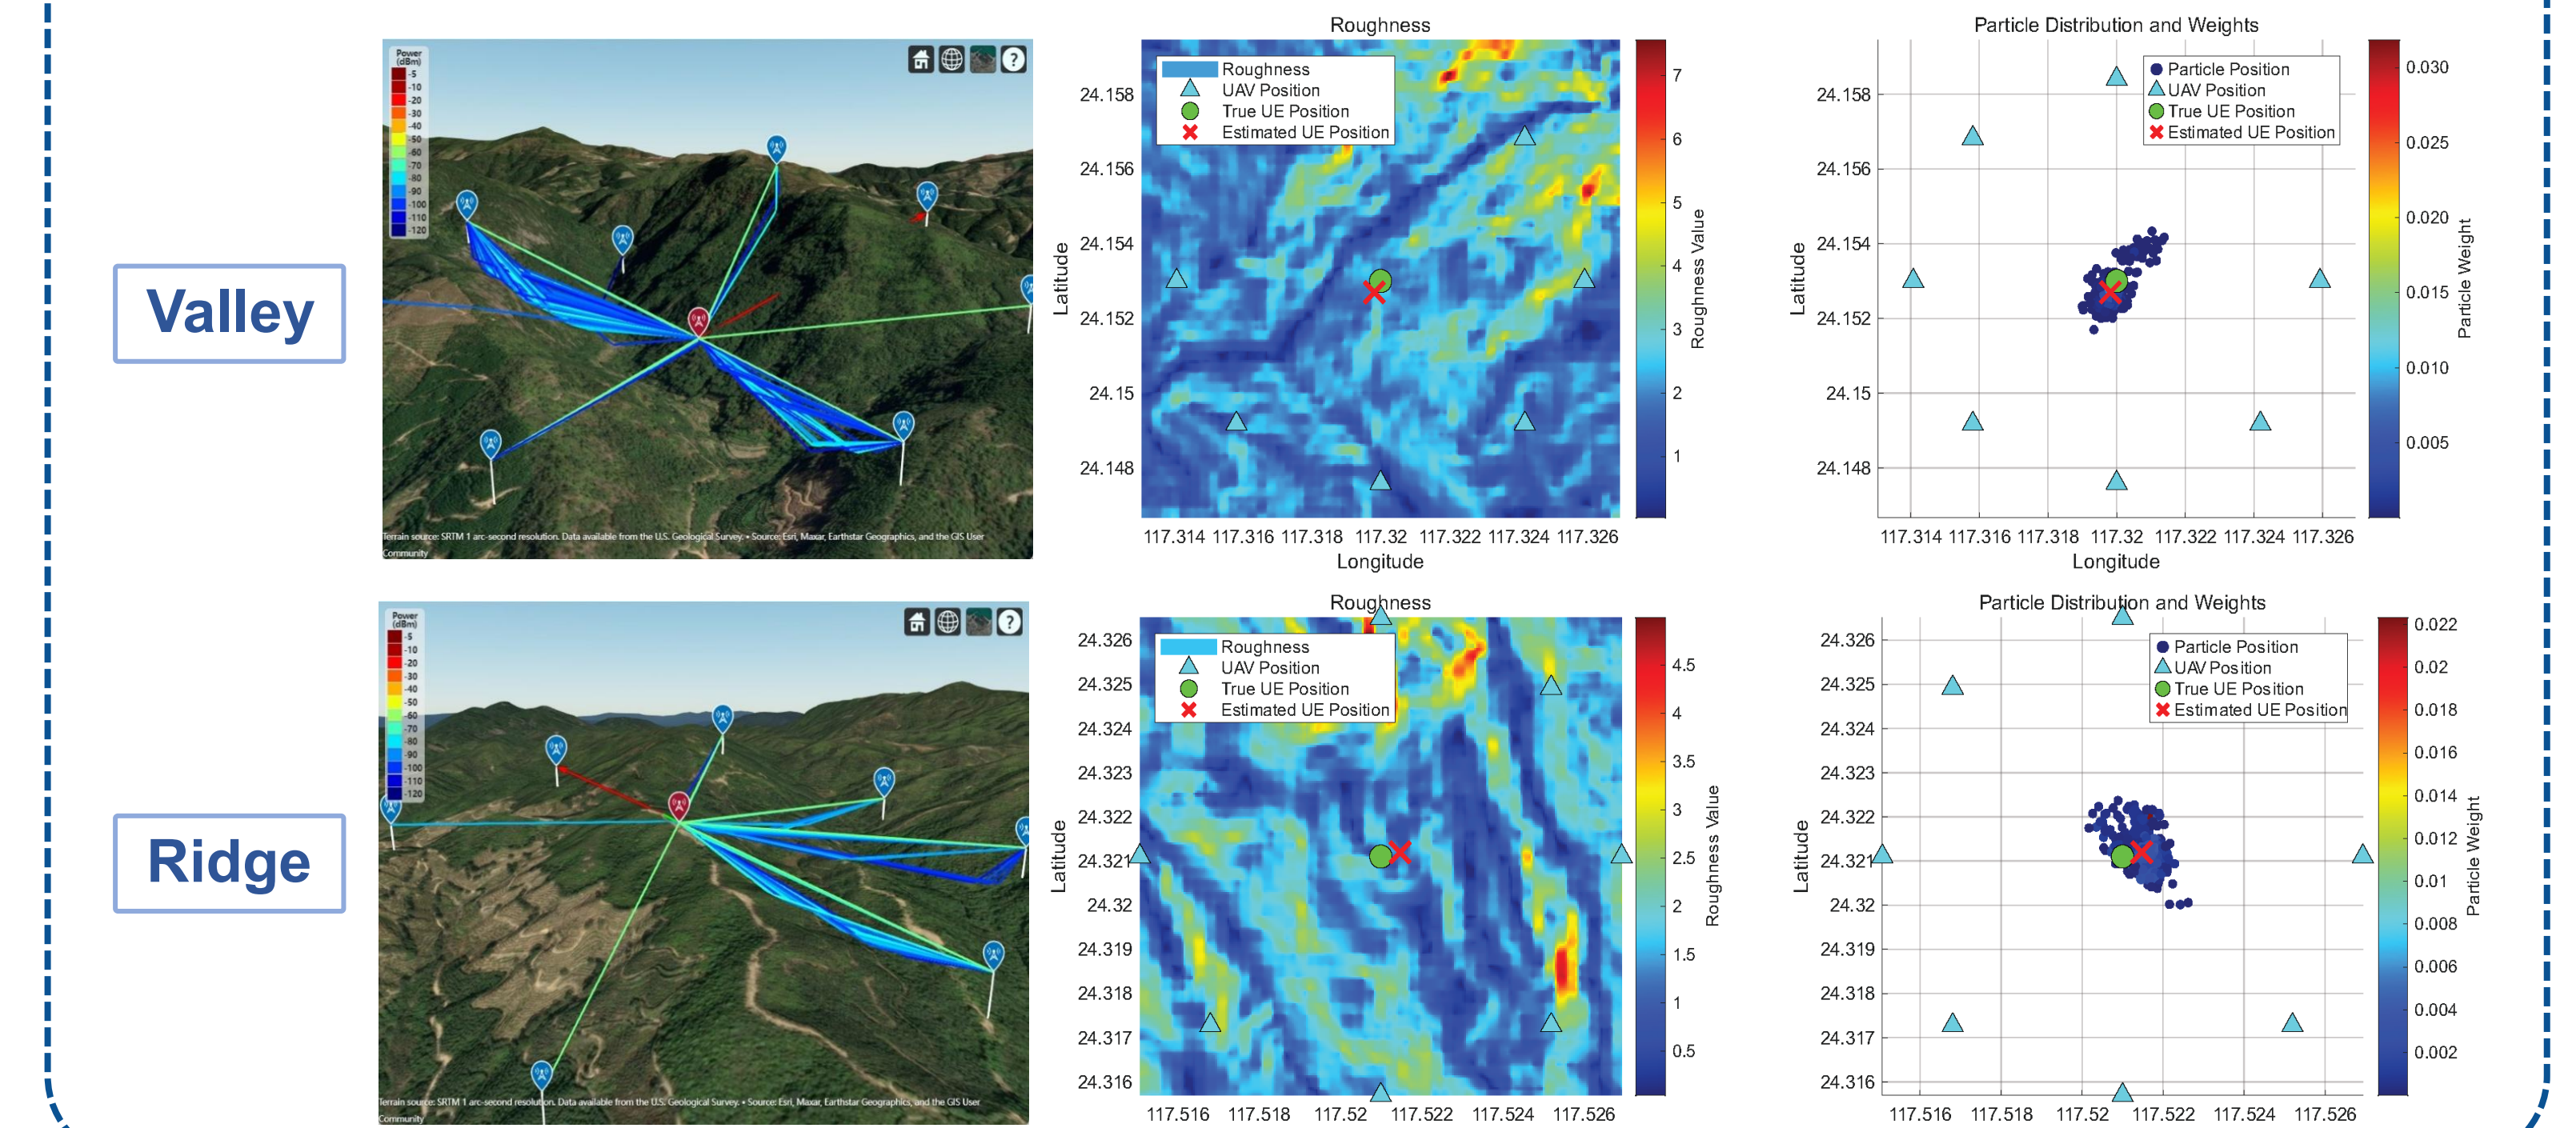 Valley
Power
(dBm)
-5
-10
-20
-30
-40
-50
-60
-70
-80
-90
-100
-110
-120
?
Terrain source: SRTM 1 arc-second resolution. Data available from the U.S. Geological Survey. • Source: Esri, Maxar, Earthstar Geographics, and the GIS User
Community
Roughness
Roughness
UAV Position
True UE Position
Estimated UE Position
24.158
24.156
24.154
24.152
24.15
24.148
Latitude
117.314 117.316 117.318 117.32 117.322 117.324 117.326
Longitude
7
6
5
4
3
2
1
Roughness Value
Particle Distribution and Weights
Particle Position
UAV Position
True UE Position
Estimated UE Position
24.158
24.156
24.154
24.152
24.15
24.148
Latitude
117.314 117.316 117.318 117.32 117.322 117.324 117.326
Longitude
0.030
0.025
0.020
0.015
0.010
0.005
Particle Weight
Ridge
Power
(dBm)
-5
-10
-20
-30
-40
-50
-60
-70
-80
-90
-100
-110
-120
?
Terrain source: SRTM 1 arc-second resolution. Data available from the U.S. Geological Survey. • Source: Esri, Maxar, Earthstar Geographics, and the GIS User
Community
Roughness
Roughness
UAV Position
True UE Position
Estimated UE Position
24.326
24.325
24.324
24.323
24.322
24.321
24.32
24.319
24.318
24.317
24.316
Latitude
117.516 117.518 117.52 117.522 117.524 117.526
4.5
4
3.5
3
2.5
2
1.5
1
0.5
Roughness Value
Particle Distribution and Weights
Particle Position
UAV Position
True UE Position
Estimated UE Position
24.326
24.325
24.324
24.323
24.322
24.321
24.32
24.319
24.318
24.317
24.316
Latitude
117.516 117.518 117.52 117.522 117.524 117.526
0.022
0.02
0.018
0.016
0.014
0.012
0.01
0.008
0.006
0.004
0.002
Particle Weight